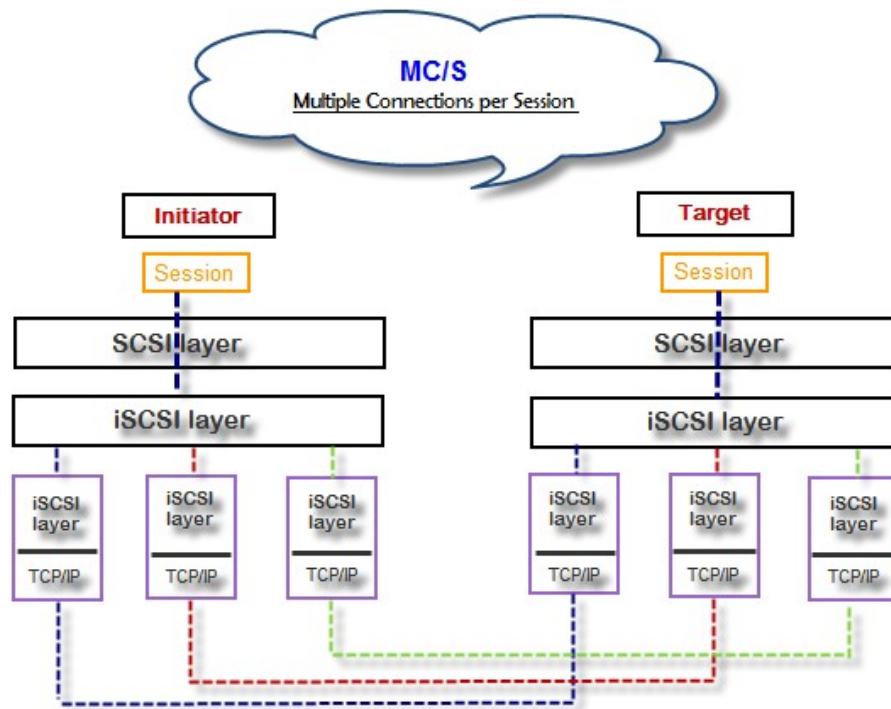 MC/S
Multiple Connections per Session
Initiator
Target
Session
Session
SCSI layer
SCSI layer
iSCSI layer
iSCSI layer
iSCSI
layer
TCP/IP
iSCSI
layer
TCP/IP
iSCSI
layer
TCP/IP
iSCSI
layer
TCP/IP
iSCSI
layer
TCP/IP
iSCSI
layer
TCP/IP